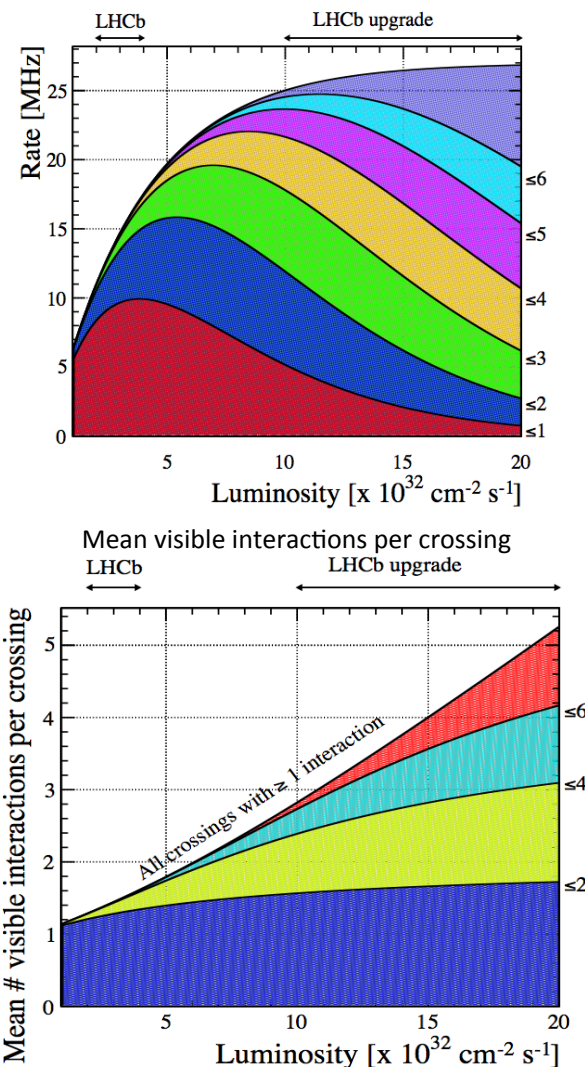 LHCb
LHCb upgrade
Rate [MHz]
25
20
15
10
5
0
≤6
≤5
≤4
≤3
≤2
≤1
5
10
15
20
Luminosity [x 10³² cm⁻² s⁻¹]
Mean visible interactions per crossing
LHCb
LHCb upgrade
Mean # visible interactions per crossing
5
4
3
2
1
0
All crossings with ≥ 1 interaction
≤6
≤4
≤2
5
10
15
20
Luminosity [x 10³² cm⁻² s⁻¹]